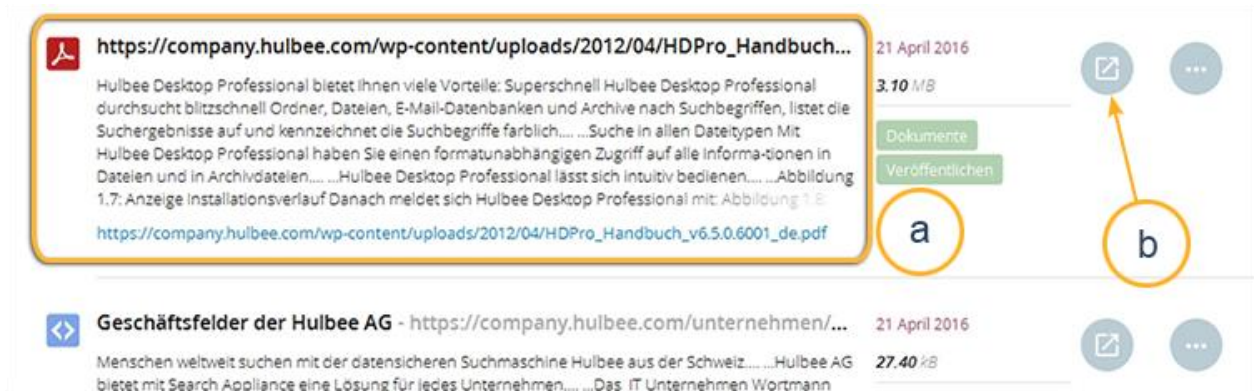 https://company.hulbee.com/wp-content/uploads/2012/04/HDPro_Handbuch...
21 April 2016
3.10 MB
Hulbee Desktop Professional bietet Ihnen viele Vorteile: Superschnell Hulbee Desktop Professional
durchsucht blitzschnell Ordner, Dateien, E-Mail-Datenbanken und Archive nach Suchbegriffen, listet die
Suchergebnisse auf und kennzeichnet die Suchbegriffe farblich.... ...Suche in allen Dateitypen Mit
Hulbee Desktop Professional haben Sie einen formatunabhängigen Zugriff auf alle Informa-tionen in
Dateien und in Archivdateien.... ...Hulbee Desktop Professional lässt sich intuitiv bedienen.... ...Abbildung
1.7: Anzeige Installationsverlauf Danach meldet sich Hulbee Desktop Professional mit: Abbildung 1.8:
https://company.hulbee.com/wp-content/uploads/2012/04/HDPro_Handbuch_v6.5.0.6001_de.pdf
Dokumente
Veröffentlichen
a
b
Geschäftsfelder der Hulbee AG - https://company.hulbee.com/unternehmen/...
21 April 2016
27.40 kB
Menschen weltweit suchen mit der datensicheren Suchmaschine Hulbee aus der Schweiz.... ...Hulbee AG
bietet mit Search Appliance eine Lösung für jedes Unternehmen.... ...Das IT Unternehmen Wortmann